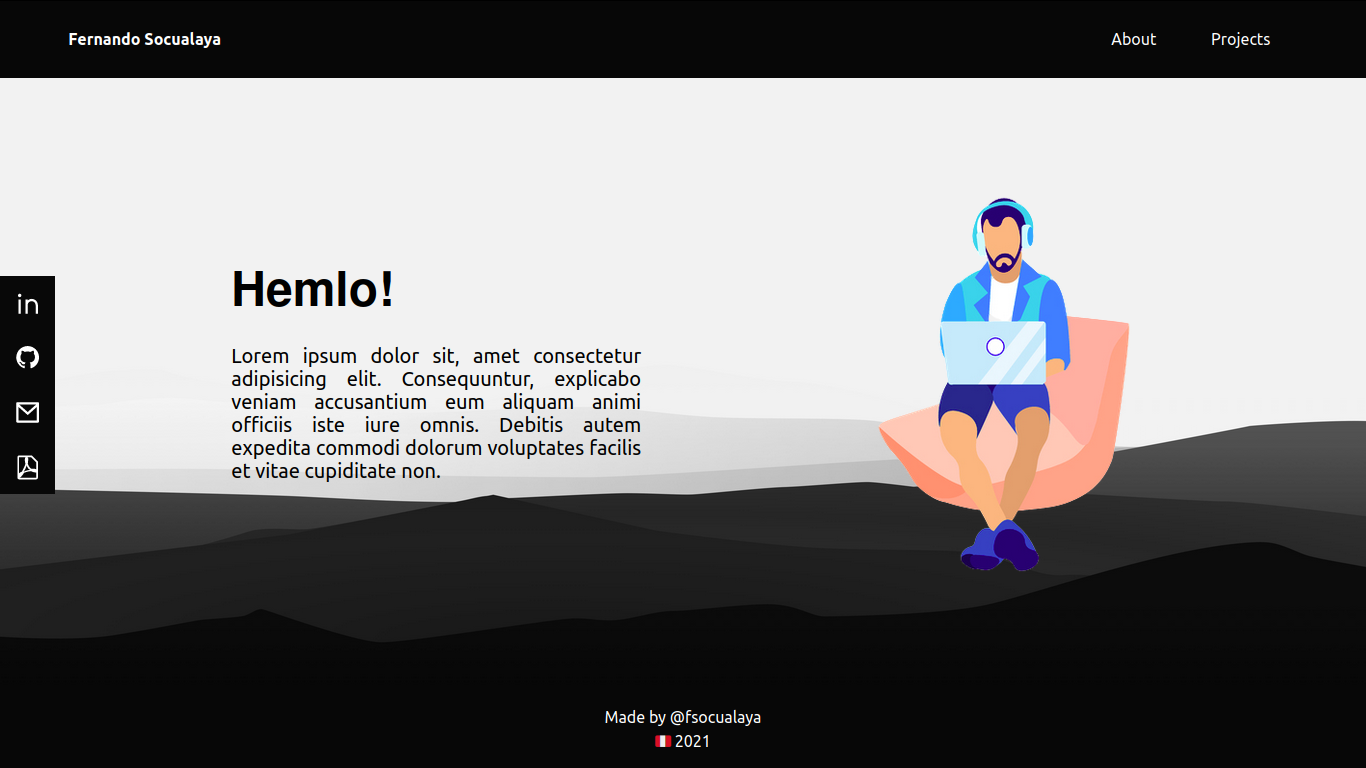 Fernando Socualaya
About
Projects
Hemlo!
Lorem ipsum dolor sit, amet consectetur
adipisicing elit. Consequuntur, explicabo
veniam accusantium eum aliquam animi
officiis iste iure omnis. Debitis autem
expedita commodi dolorum voluptates facilis
et vitae cupiditate non.
in
Made by @fsocualaya
🇵🇪 2021